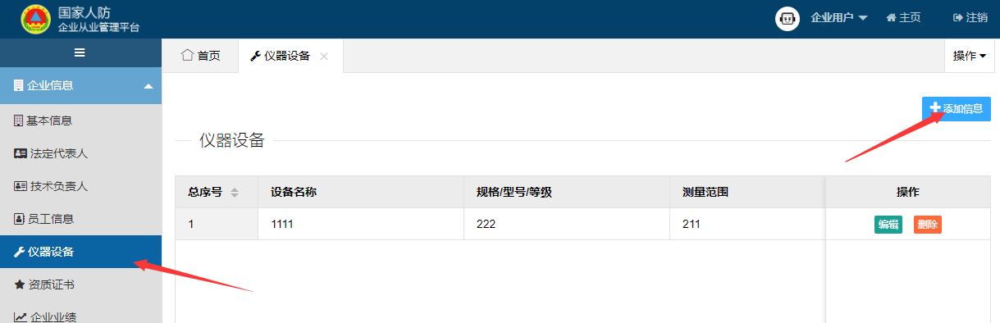 国家人防
企业从业管理平台
企业用户 主页 注销
首页 仪器设备 操作
企业信息
基本信息
法定代表人
技术负责人
员工信息
仪器设备
资质证书
企业业绩
添加信息
仪器设备
总序号 设备名称 规格/型号/等级 测量范围 操作
1 1111 222 211 编辑 删除